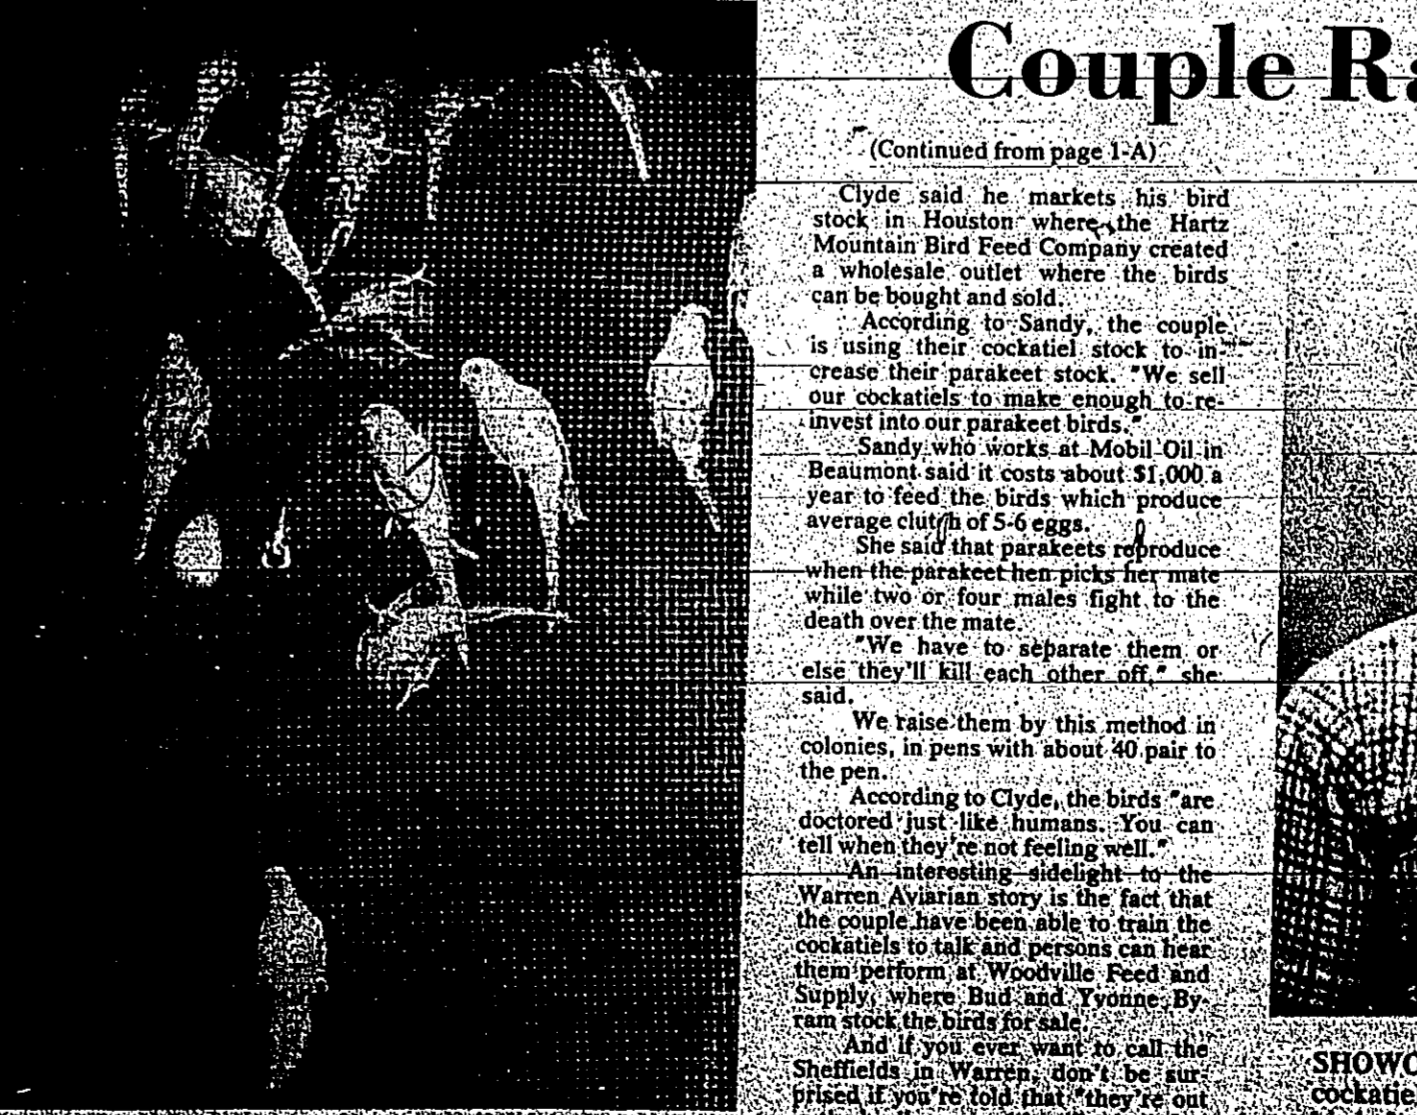 Couple Ra
(Continued from page 1-A)
Clyde said he markets his bird
stock in Houston where the Hartz
Mountain Bird Feed Company created
a wholesale outlet where the birds
can be bought and sold.
According to Sandy, the couple
is using their cockatiel stock to in-
crease their parakeet stock. "We sell
our cockatiels to make enough to re-
invest into our parakeet birds."
Sandy who works at Mobil Oil in
Beaumont said it costs about $1,000 a
year to feed the birds which produce
average clutch of 5-6 eggs.
She said that parakeets reproduce
when the parakeet hen picks her mate
while two or four males fight to the
death over the mate.
"We have to separate them or
else they'll kill each other off," she
said.
We raise them by this method in
colonies, in pens with about 40 pair to
the pen.
According to Clyde, the birds "are
doctored just like humans. You can
tell when they're not feeling well."
An interesting sidelight to the
Warren Aviarian story is the fact that
the couple have been able to train the
cockatiels to talk and persons can hear
them perform at Woodville Feed and
Supply, where Bud and Yvonne By-
ram stock the birds for sale.
And if you ever want to call the
Sheffields in Warren, don't be sur-
prised if you're told that "they're out
SHOWC
cockatie